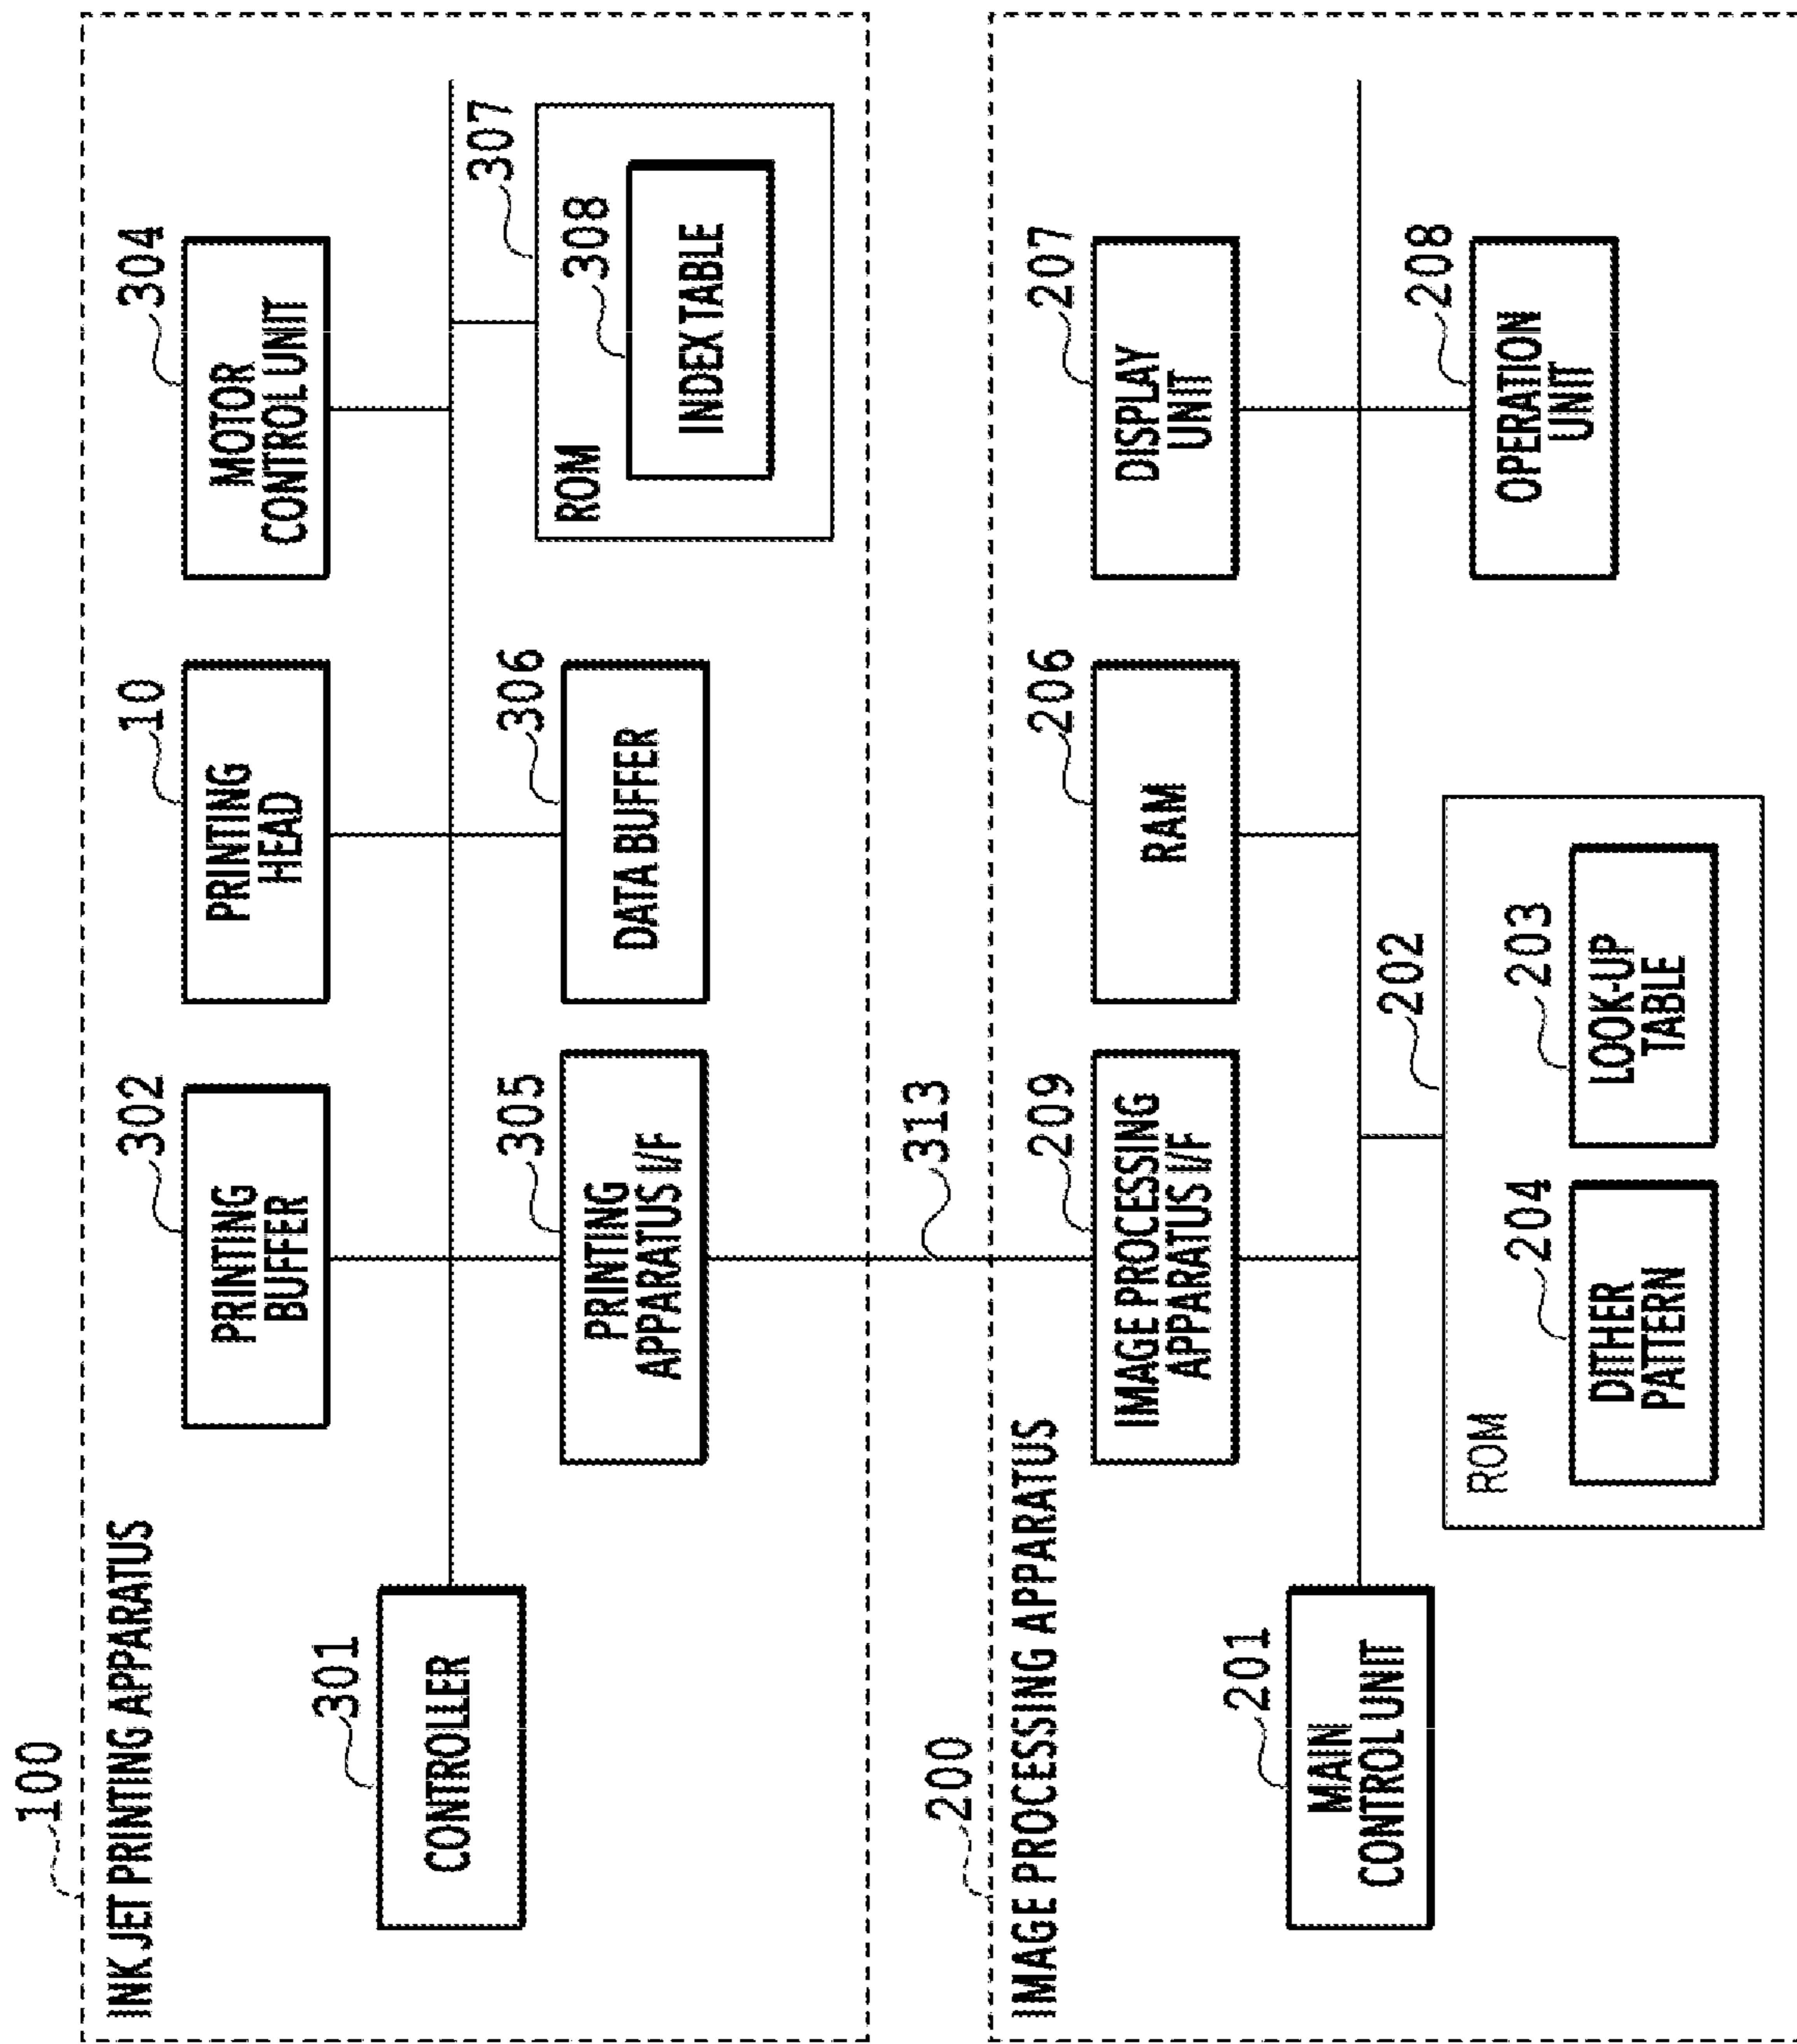 100
INKJET PRINTING APPARATUS
302
PRINTING
BUFFER
10
PRINTING
HEAD
304
MOTOR
CONTROL UNIT
301
CONTROLLER
305
PRINTING
APPARATUS I/F
306
DATA BUFFER
307
ROM
308
INDEX TABLE
313
200
IMAGE PROCESSING APPARATUS
209
IMAGE PROCESSING
APPARATUS I/F
206
RAM
207
DISPLAY
UNIT
201
MAIN
CONTROL UNIT
202
ROM
204
DITHER
PATTERN
203
LOOK-UP
TABLE
208
OPERATION
UNIT